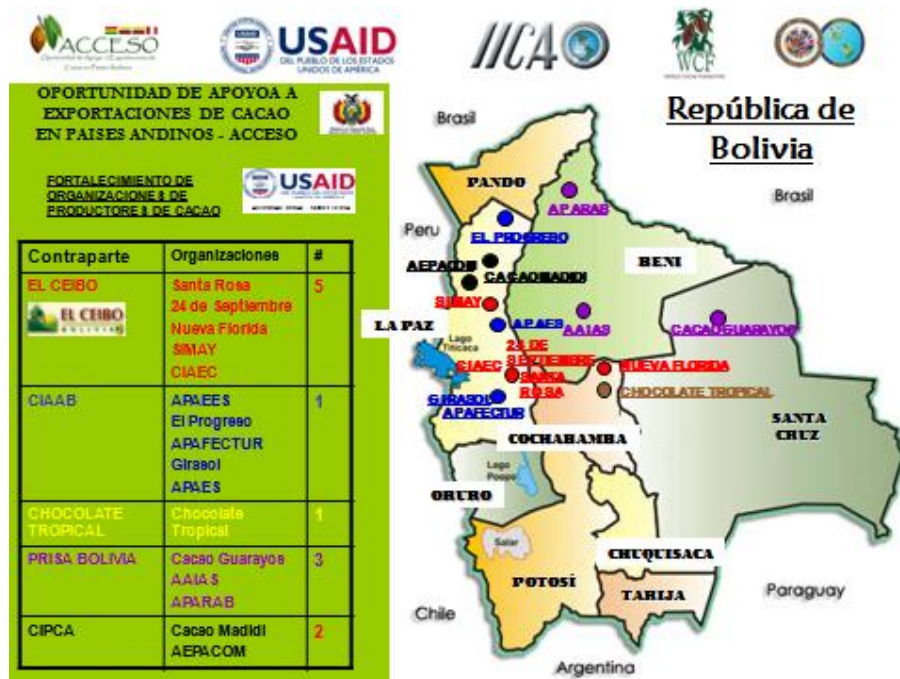 ACCESO
USAID
DEL PUEBLO DE LOS ESTADOS
UNIDOS DE AMÉRICA
IICA
WCF
OPORTUNIDAD DE APOYOA A
EXPORTACIONES DE CACAO
EN PAISES ANDINOS - ACCESO
FORTALECIMIENTO DE
ORGANIZACIONES DE
PRODUCTORES DE CACAO
USAID
Contraparte Organizaciones #
EL CEIBO Santa Rosa 5
24 de Septiembre
EL CEIBO
BOLIVIA
Nueva Florida
SIMAY
CIAEC
CIAAB APAEES 1
El Progreso
APAFECTUR
Girasol
APAES
CHOCOLATE TROPICAL Chocolate Tropical 1
PRISA BOLIVIA Cacao Guarayos 3
AAIAS
APARAB
CIPCA Cacao Madidi 2
AEPACOM
República de
Bolivia
Brasil
Brasil
Peru
PANDO
APARAB
EL PROGRESO
BENI
AEPACOM
CACAO MADIDI
SIMAY
LA PAZ
APAES
AAIAS
CACAO GUARAYOS
Lago
Titicaca
24 DE
SEPTIEMBRE
CIAEC
SANTA
ROSA
NUEVA FLORIDA
CHOCOLATE TROPICAL
GIRASOL
APAFECTUR
SANTA
CRUZ
COCHABAMBA
Lago
Poopo
ORURO
Salar
CHUQUISACA
POTOSÍ
TARIJA
Paraguay
Chile
Argentina